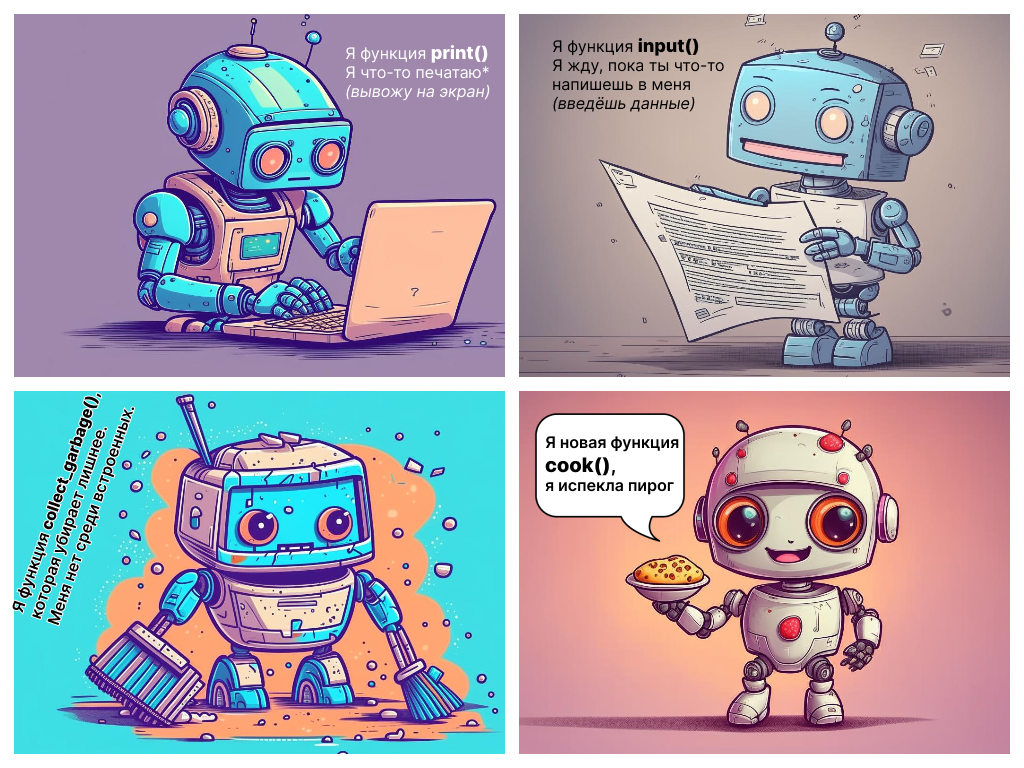 Я функция print()
Я что-то печатаю*
(вывожу на экран)
Я функция input()
Я жду, пока ты что-то
напишешь в меня
(введёшь данные)
Я функция collect_garbage(),
которая убирает лишнее.
Меня нет среди встроенных.
Я новая функция
cook(),
я испекла пирог
?